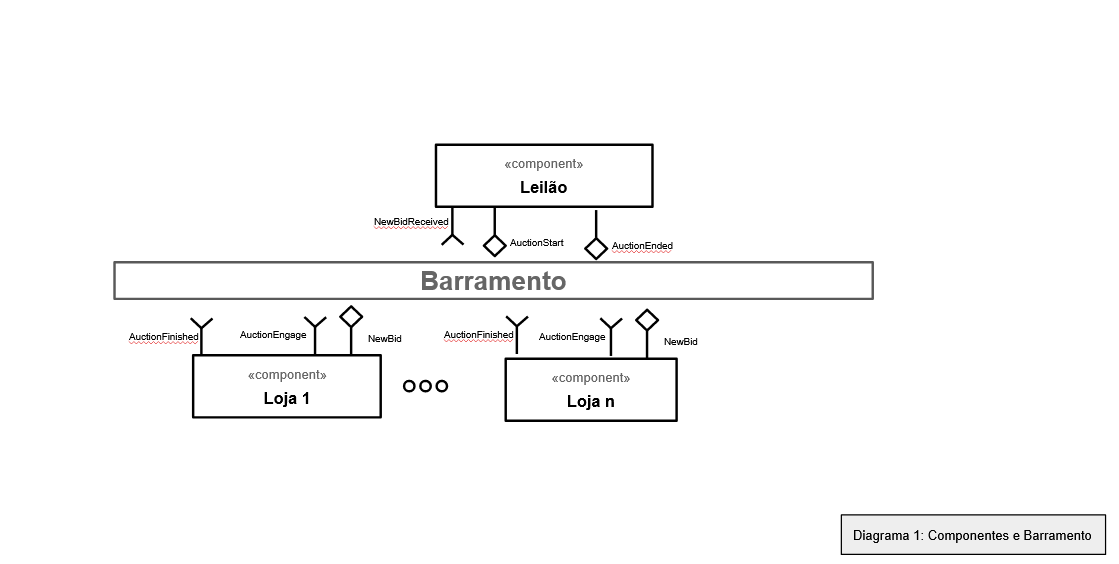 «component»
Leilão
NewBidReceived
AuctionStart
AuctionEnded
Barramento
AuctionFinished
AuctionEngage
NewBid
AuctionFinished
AuctionEngage
NewBid
«component»
Loja 1
«component»
Loja n
Diagrama 1: Componentes e Barramento